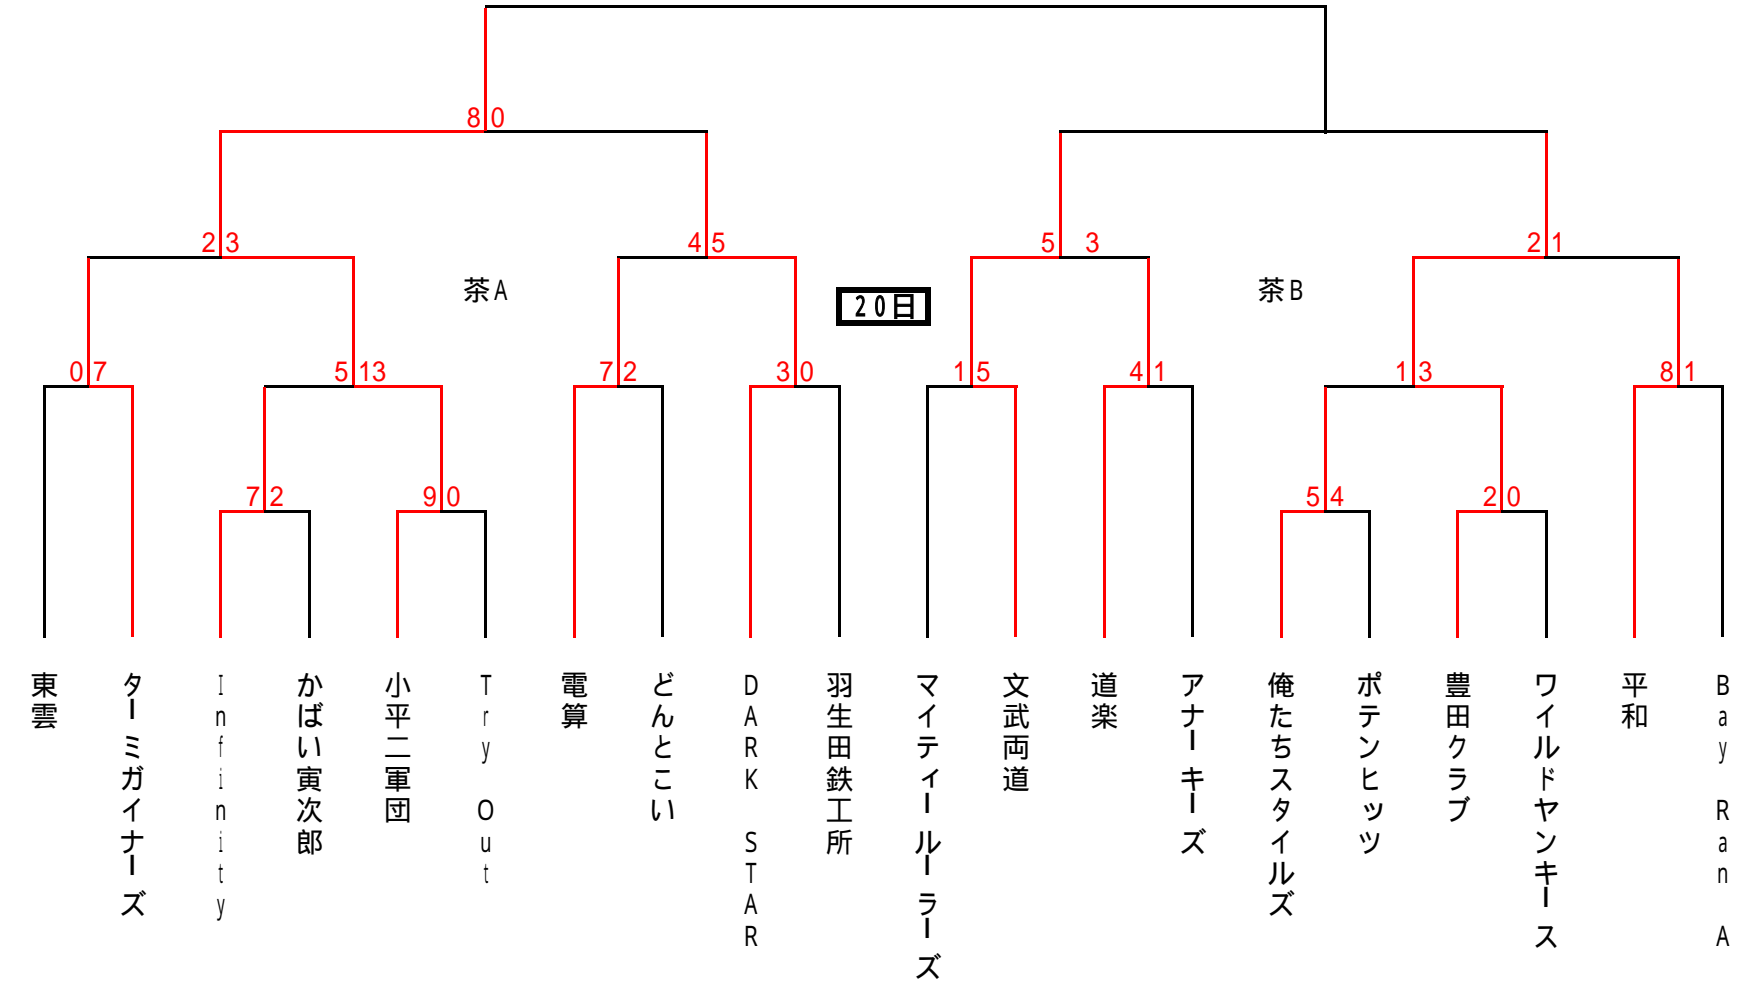 8 0
2 3
4 5
5 3
2 1
茶A
20日
茶B
0 7
5 13
7 2
3 0
1 5
4 1
1 3
8 1
7 2
9 0
5 4
2 0
東雲
ターミガイナーズ
Infinity
かばい寅次郎
小平二軍団
Try Out
電算
どんとこい
DARK STAR
羽生田鉄工所
マイティールーラーズ
文武両道
道楽
アナーキーズ
俺たちスタイルズ
ポテンヒッツ
豊田クラブ
ワイルドヤンキース
平和
Bay Ran A